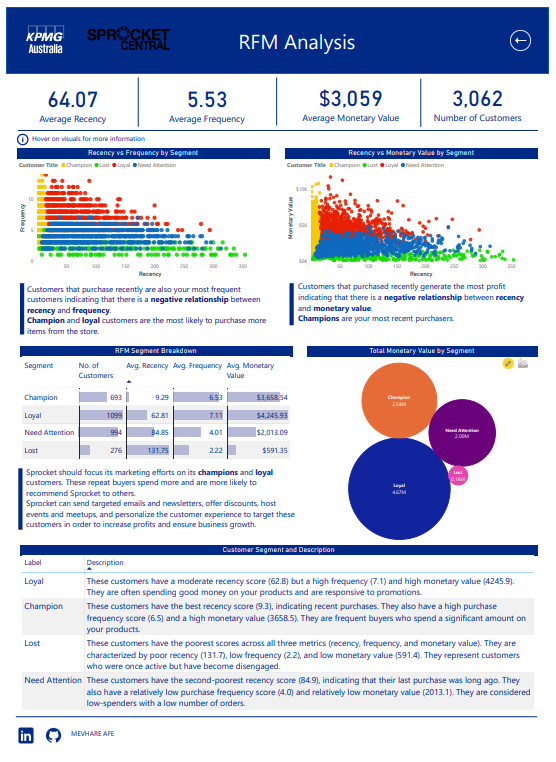 KPMG
Australia
SPROCKET
CENTRAL
RFM Analysis
64.07
Average Recency
5.53
Average Frequency
$3,059
Average Monetary Value
3,062
Number of Customers
Hover on visuals for more information
Recency vs Frequency by Segment
Customer Title Champion Lost Loyal Need Attention
Frequency
10
5
0
50 100 150 200 250 300 350
Recency
Customers that purchase recently are also your most frequent
customers indicating that there is a negative relationship between
recency and frequency.
Champion and loyal customers are the most likely to purchase more
items from the store.
Recency vs Monetary Value by Segment
Customer Title Champion Lost Loyal Need Attention
Monetary Value
$10K
$5K
$0K
0 50 100 150 200 250 300 350
Recency
Customers that purchased recently generate the most profit
indicating that there is a negative relationship between recency
and monetary value.
Champions are your most recent purchasers.
RFM Segment Breakdown
Segment No. of Customers Avg. Recency Avg. Frequency Avg. Monetary Value
Champion 693 9.29 6.53 $3,658.54
Loyal 1099 62.81 7.11 $4,245.93
Need Attention 994 84.85 4.01 $2,013.09
Lost 276 131.75 2.22 $591.35
Sprocket should focus its marketing efforts on its champions and loyal
customers. These repeat buyers spend more and are more likely to
recommend Sprocket to others.
Sprocket can send targeted emails and newsletters, offer discounts, host
events and meetups, and personalize the customer experience to target these
customers in order to increase profits and ensure business growth.
Total Monetary Value by Segment
Champion
2.54M
Need Attention
2.00M
Lost
0.16M
Loyal
4.67M
Customer Segment and Description
Label Description
Loyal These customers have a moderate recency score (62.8) but a high frequency (7.1) and high monetary value (4245.9).
They are often spending good money on your products and are responsive to promotions.
Champion These customers have the best recency score (9.3), indicating recent purchases. They also have a high purchase
frequency score (6.5) and a high monetary value (3658.5). They are frequent buyers who spend a significant amount on
your products.
Lost These customers have the poorest scores across all three metrics (recency, frequency, and monetary value). They are
characterized by poor recency (131.7), low frequency (2.2), and low monetary value (591.4). They represent customers
who were once active but have become disengaged.
Need Attention These customers have the second-poorest recency score (84.9), indicating that their last purchase was long ago. They
also have a relatively low purchase frequency score (4.0) and relatively low monetary value (2013.1). They are considered
low-spenders with a low number of orders.
in
MEVHARE AFE